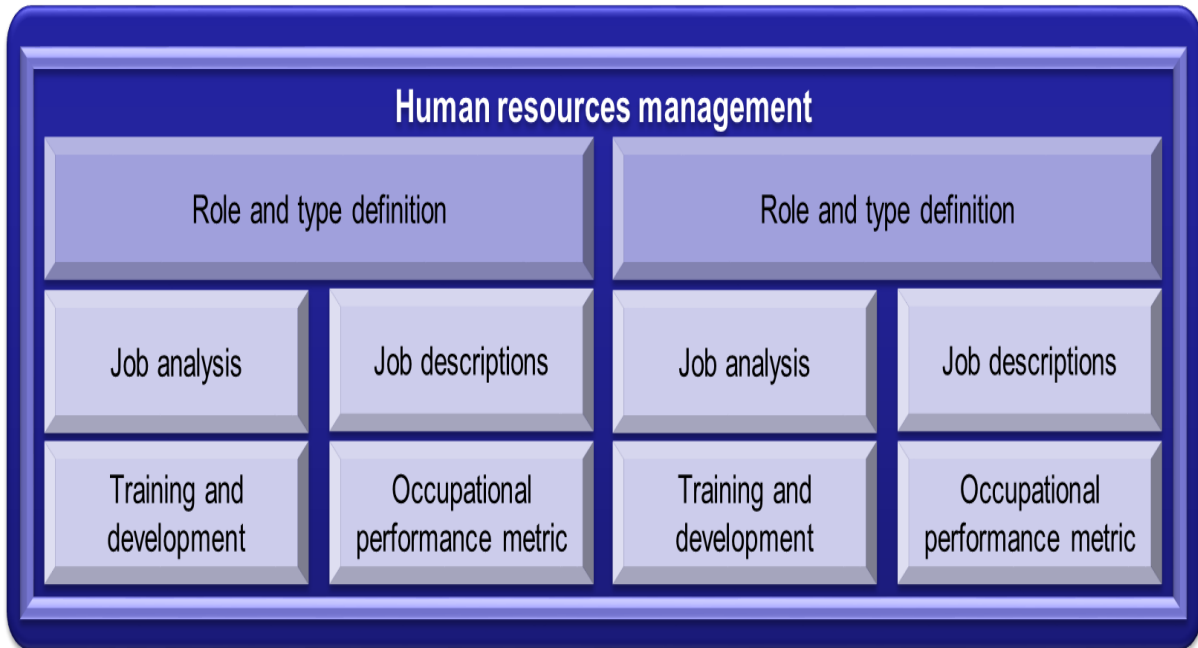 Human resources management
Role and type definition
Role and type definition
Job analysis
Job descriptions
Job analysis
Job descriptions
Training and
development
Occupational
performance metric
Training and
development
Occupational
performance metric